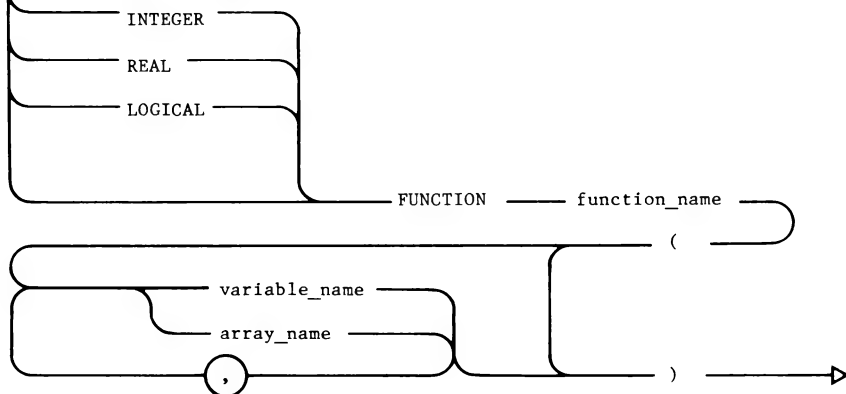 INTEGER
REAL
LOGICAL
FUNCTION function_name
(
variable_name
array_name
, )